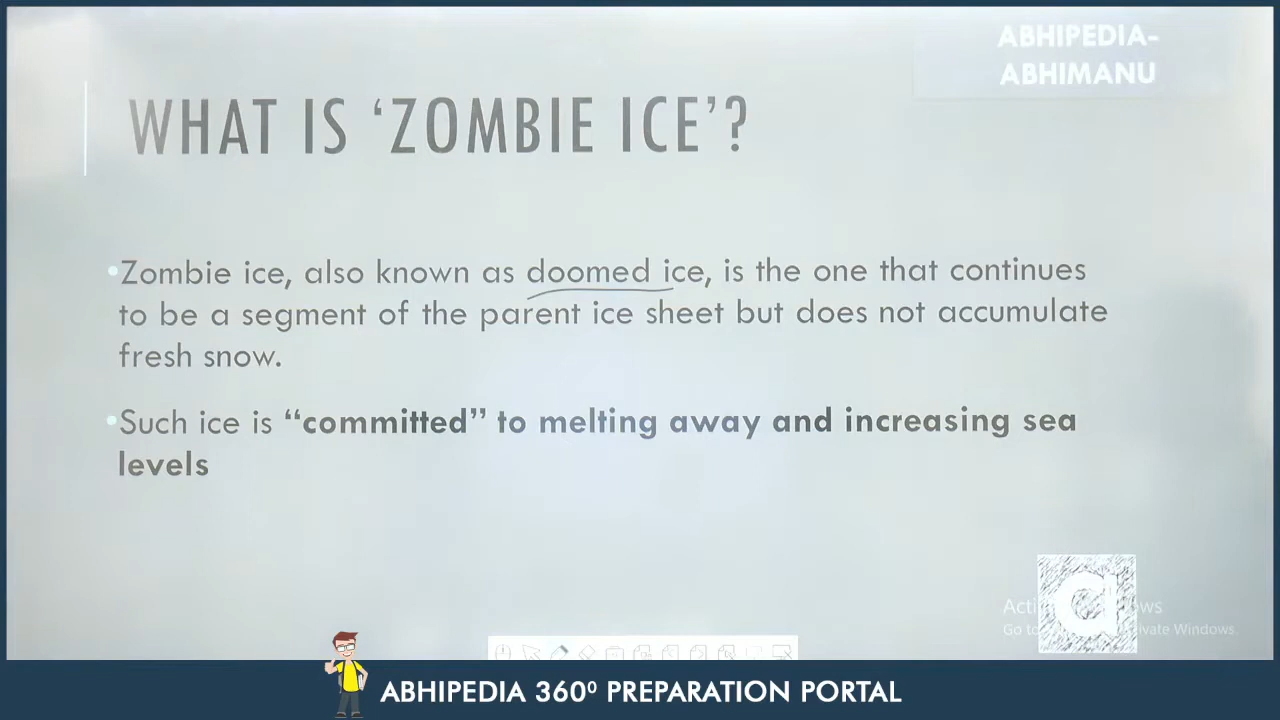 ABHIPEDIA-
ABHIMANU
WHAT IS ‘ZOMBIE ICE’?
•Zombie ice, also known as doomed ice, is the one that continues
to be a segment of the parent ice sheet but does not accumulate
fresh snow.
•Such ice is “committed” to melting away and increasing sea
levels
a
Go to
ABHIPEDIA 360⁰ PREPARATION PORTAL